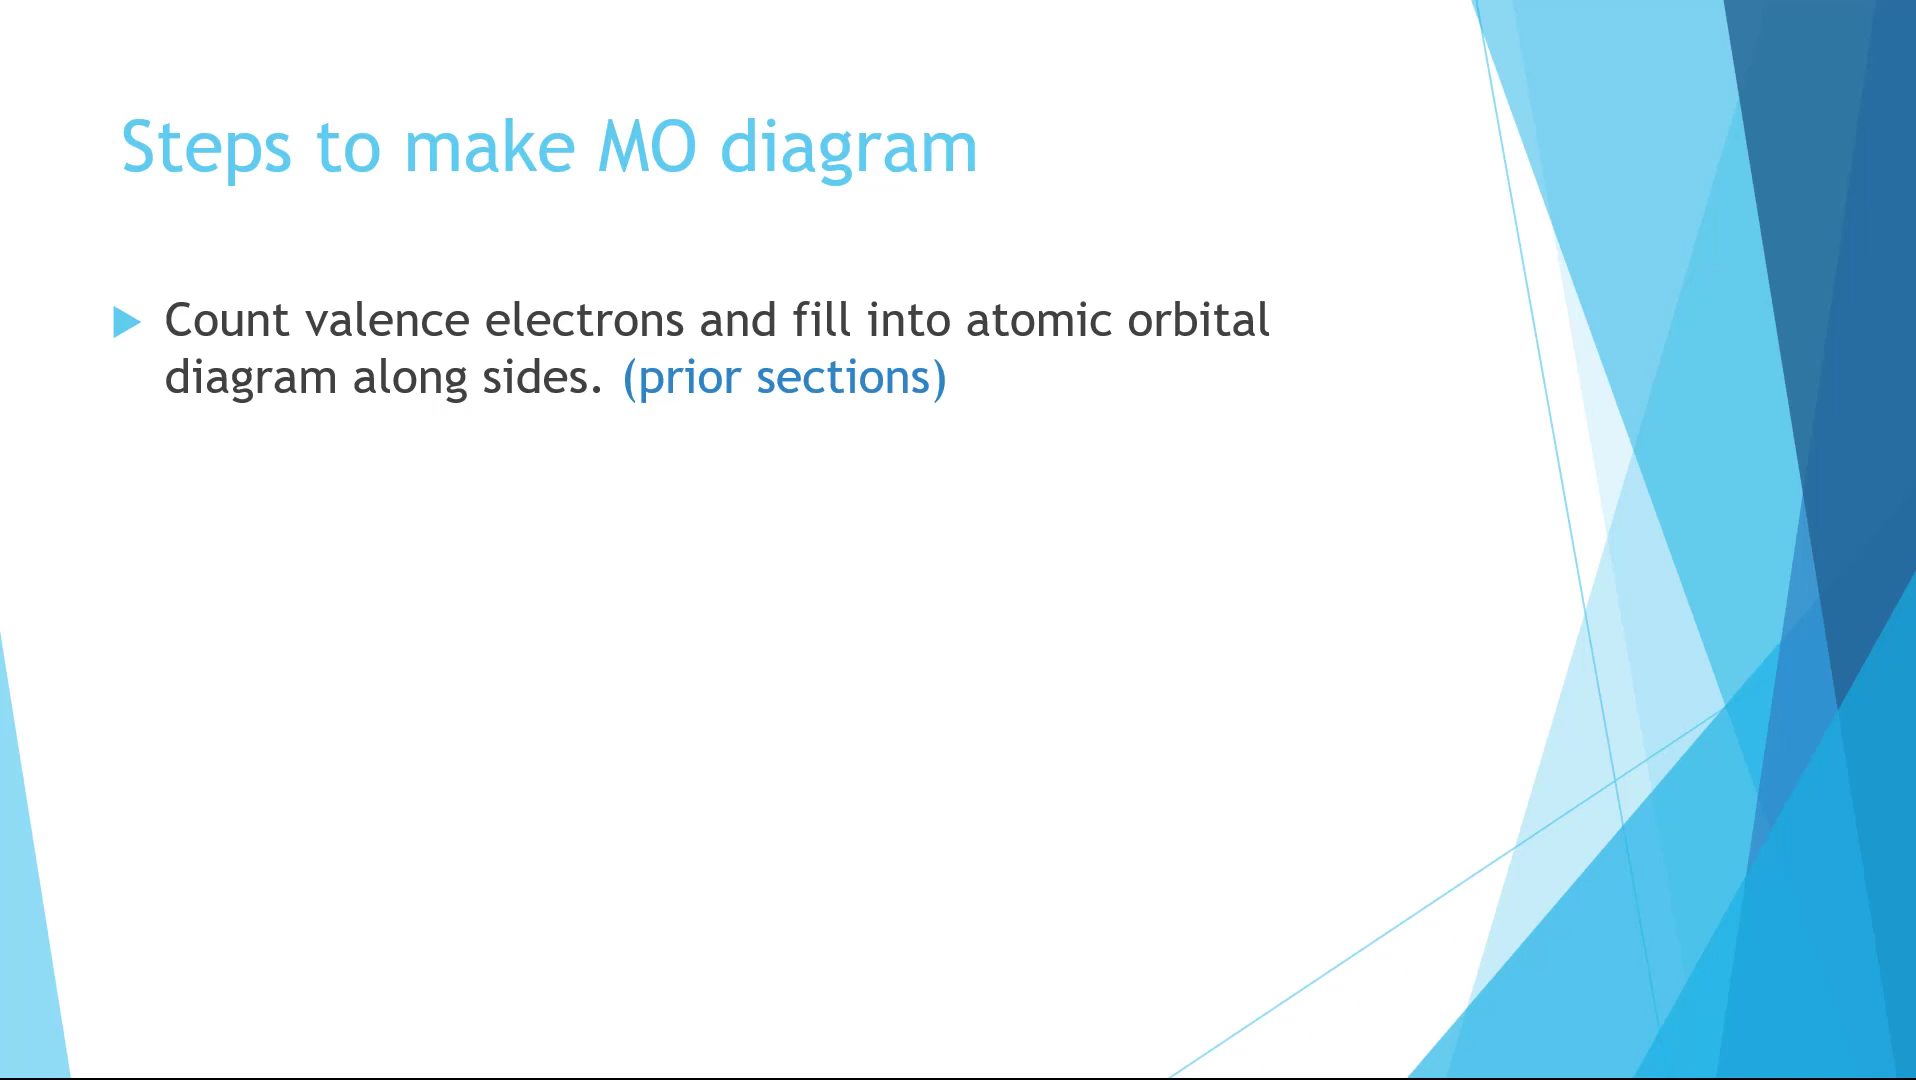 Steps to make MO diagram
Count valence electrons and fill into atomic orbital
diagram along sides. (prior sections)